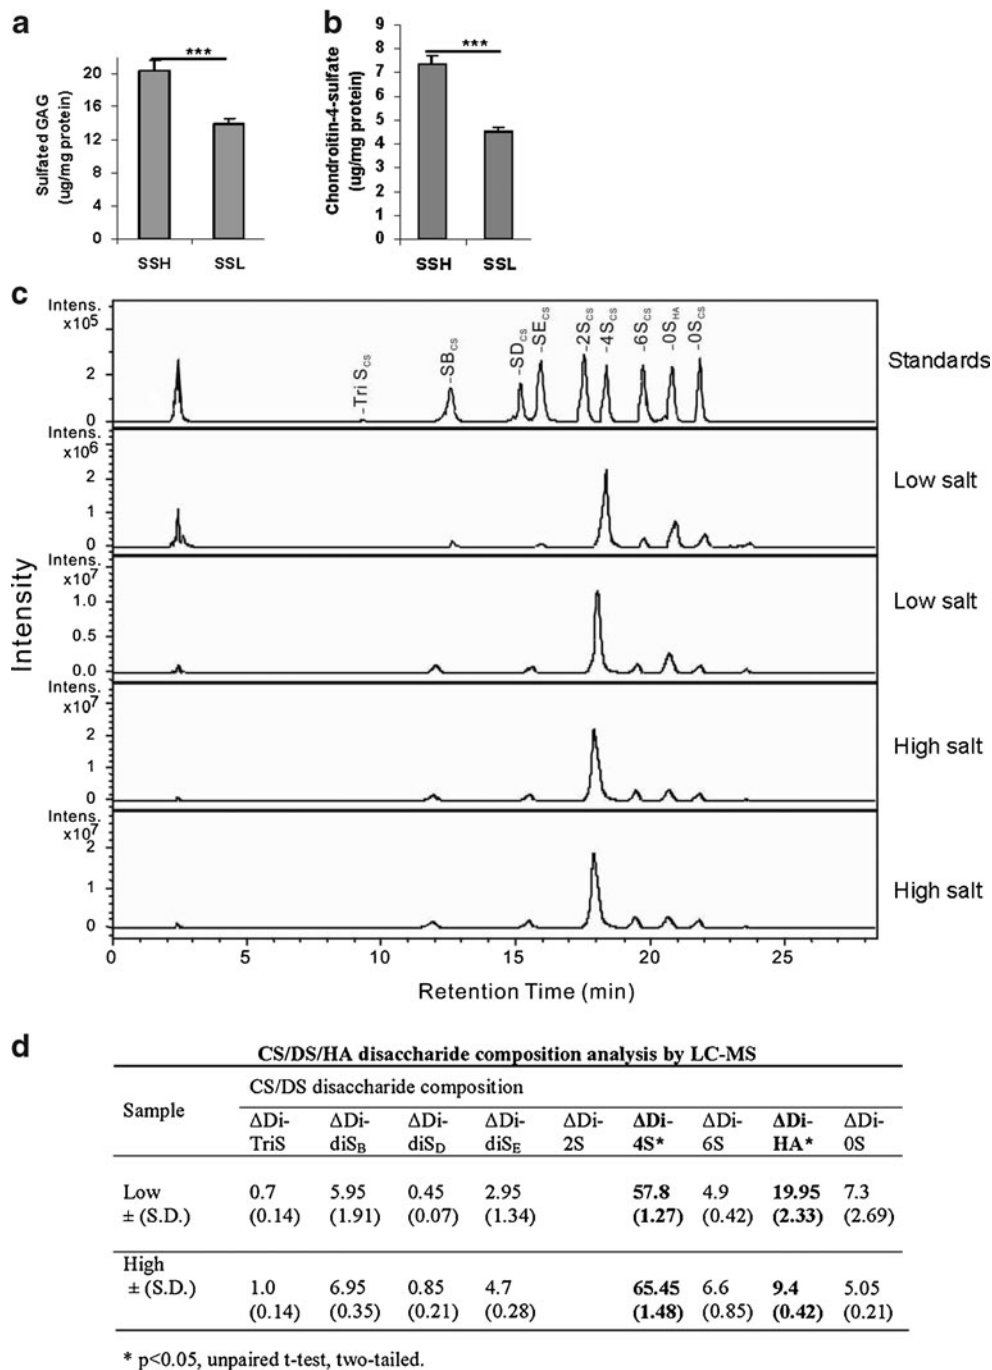 a
Sulfated GAG
(ug/mg protein)
20
16
12
8
4
0
***
SSH SSL
b
Chondroitin-4-sulfate
(ug/mg protein)
9
8
7
6
5
4
3
2
1
0
***
SSH SSL
c
Intens.
x10⁵
2
0
-Tri S_CS
-SB_CS
-SD_CS
-SE_CS
-2S_CS
-4S_CS
-6S_CS
-0S_HA
-0S_CS
Standards
Intens.
x10⁶
2
1
0
Low salt
Intens.
x10⁷
1.0
0.5
0.0
Low salt
Intens.
x10⁷
2
1
0
High salt
Intens.
x10⁷
2
1
0
High salt
Intensity
0 5 10 15 20 25
Retention Time (min)
d
CS/DS/HA disaccharide composition analysis by LC-MS
Sample
CS/DS disaccharide composition
ΔDi- ΔDi- ΔDi- ΔDi- ΔDi- ΔDi- ΔDi- ΔDi- ΔDi-
TriS diS_B diS_D diS_E 2S 4S* 6S HA* 0S
Low 0.7 5.95 0.45 2.95 57.8 4.9 19.95 7.3
± (S.D.) (0.14) (1.91) (0.07) (1.34) (1.27) (0.42) (2.33) (2.69)
High
± (S.D.) 1.0 6.95 0.85 4.7 65.45 6.6 9.4 5.05
(0.14) (0.35) (0.21) (0.28) (1.48) (0.85) (0.42) (0.21)
* p<0.05, unpaired t-test, two-tailed.